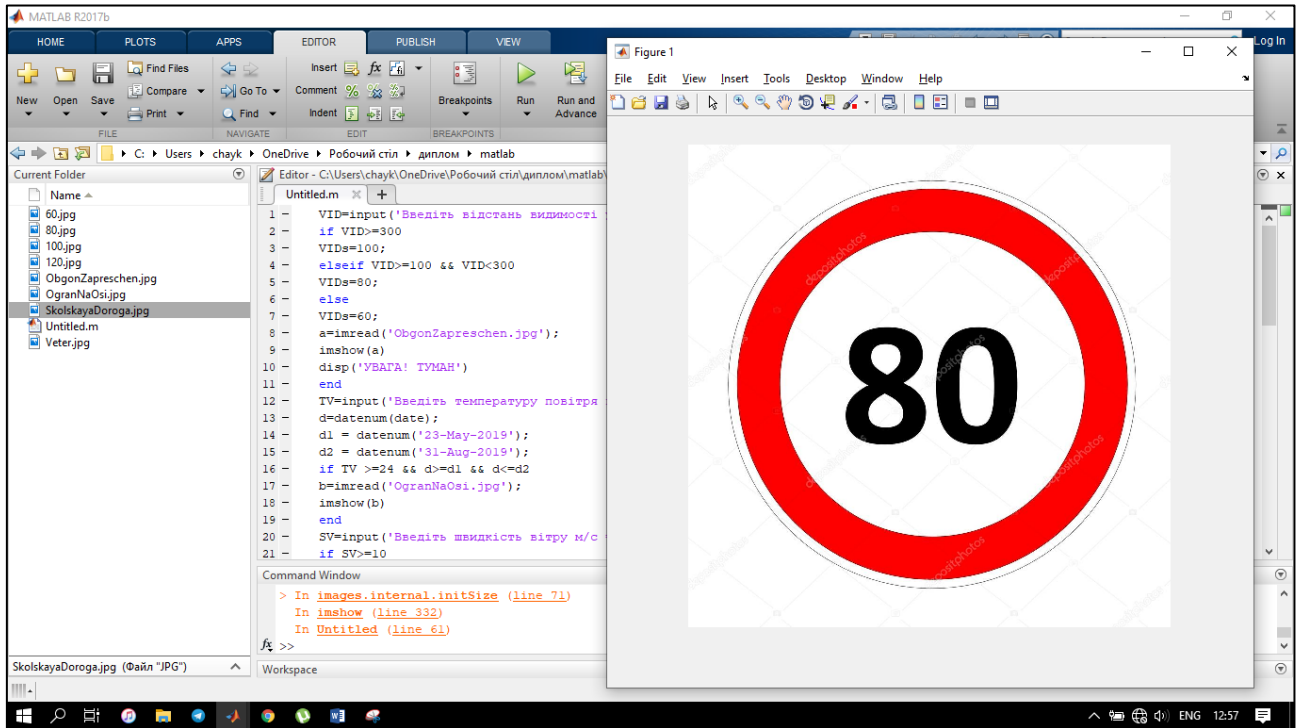 MATLAB R2017b
HOME PLOTS APPS EDITOR PUBLISH VIEW
Log In
New
Open
Save
Find Files
Compare
Print
FILE
Go To
Find
NAVIGATE
Insert
Comment
Indent
EDIT
Breakpoints
BREAKPOINTS
Run
Run and
Advance
C: Users chayk OneDrive Робочий стіл диплом matlab
Current Folder
Name
60.jpg
80.jpg
100.jpg
120.jpg
ObgonZapreschen.jpg
OgranNaOsi.jpg
SkolskayaDoroga.jpg
Untitled.m
Veter.jpg
SkolskayaDoroga.jpg (Файл "JPG")
Editor - C:\Users\chayk\OneDrive\Робочий стіл\диплом\matlab\
Untitled.m
1 – VID=input('Введіть відстань видимості
2 – if VID>=300
3 – VIDs=100;
4 – elseif VID>=100 && VID<300
5 – VIDs=80;
6 – else
7 – VIDs=60;
8 – a=imread('ObgonZapreschen.jpg');
9 – imshow(a)
10 – disp('УВАГА! ТУМАН')
11 – end
12 – TV=input('Введіть температуру повітря
13 – d=datenum(date);
14 – d1 = datenum('23-May-2019');
15 – d2 = datenum('31-Aug-2019');
16 – if TV >=24 && d>=d1 && d<=d2
17 – b=imread('OgranNaOsi.jpg');
18 – imshow(b)
19 – end
20 – SV=input('Введіть швидкість вітру м/с =
21 – if SV>=10
Command Window
> In images.internal.initSize (line 71)
In imshow (line 332)
In Untitled (line 61)
fx >>
Workspace
Figure 1
File Edit View Insert Tools Desktop Window Help
80
depositphotos
depositphotos
depositphotos
depositphotos
ENG 12:57